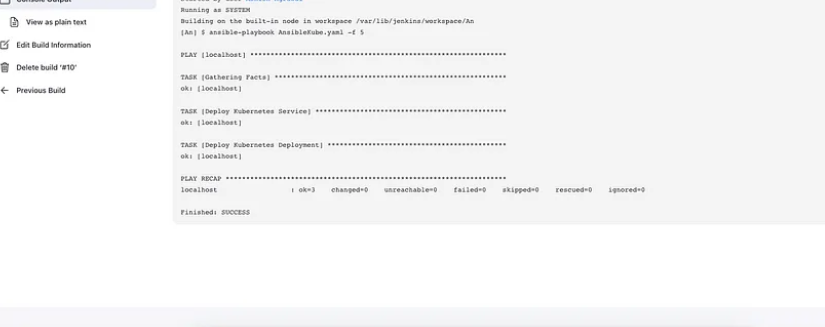 Console Output
View as plain text
Edit Build Information
Delete build '#10'
Previous Build
Running as SYSTEM
Building on the built-in node in workspace /var/lib/jenkins/workspace/An
[An] $ ansible-playbook AnsibleKube.yaml -f 5
PLAY [localhost] ***************************************************************
TASK [Gathering Facts] *********************************************************
ok: [localhost]
TASK [Deploy Kubernetes Service] ***********************************************
ok: [localhost]
TASK [Deploy Kubernetes Deployment] ********************************************
ok: [localhost]
PLAY RECAP *********************************************************************
localhost : ok=3 changed=0 unreachable=0 failed=0 skipped=0 rescued=0 ignored=0
Finished: SUCCESS